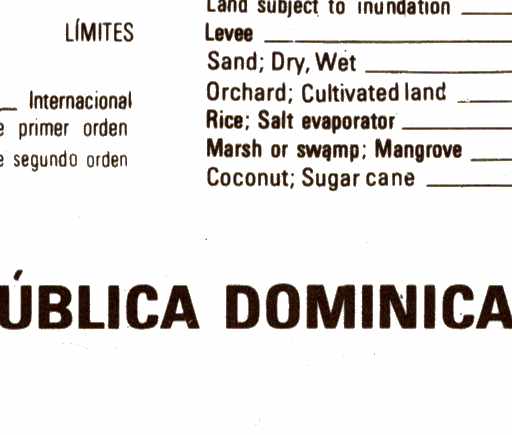 LÍMITES
Internacional
primer orden
segundo orden
Land subject to inundation
Levee
Sand; Dry, Wet
Orchard; Cultivated land
Rice; Salt evaporator
Marsh or swamp; Mangrove
Coconut; Sugar cane
ÚBLICA DOMINICA